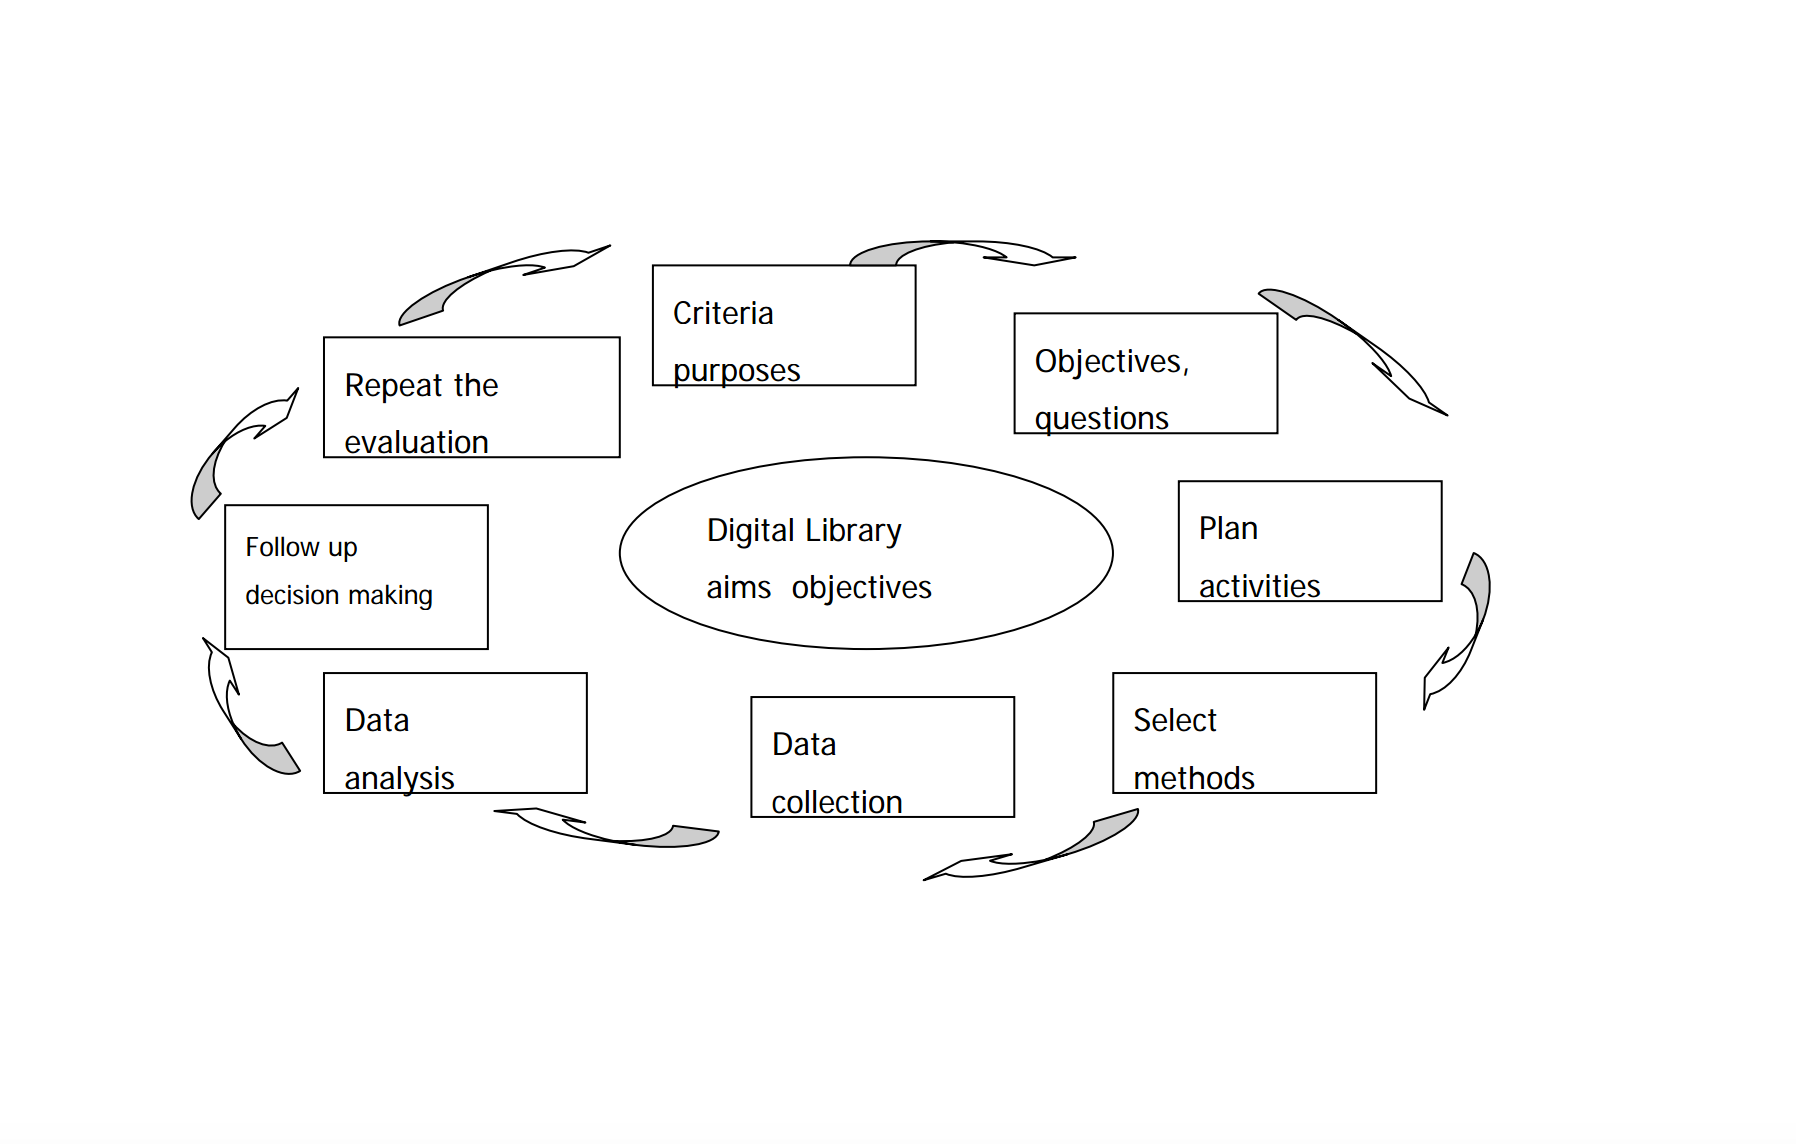 Criteria
purposes
Objectives,
questions
Repeat the
evaluation
Digital Library
aims  objectives
Plan
activities
Follow up
decision making
Select
methods
Data
collection
Data
analysis